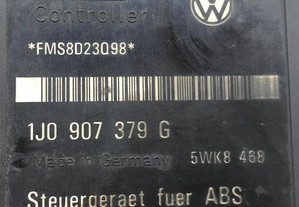 Controller
*FMS8D23Q98*
1J0 907 379 G
Made in Germany 5WK8 468
Steuergeraet fuer ABS